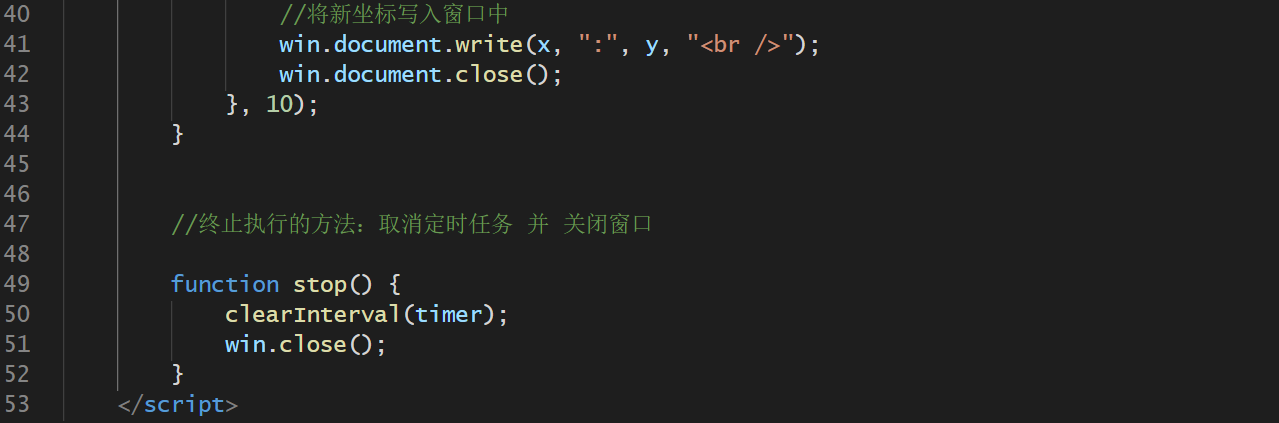 40 //将新坐标写入窗口中
41 win.document.write(x, ":", y, "<br />");
42 win.document.close();
43 }, 10);
44 }
45
46
47 //终止执行的方法：取消定时任务 并 关闭窗口
48
49 function stop() {
50 clearInterval(timer);
51 win.close();
52 }
53 </script>